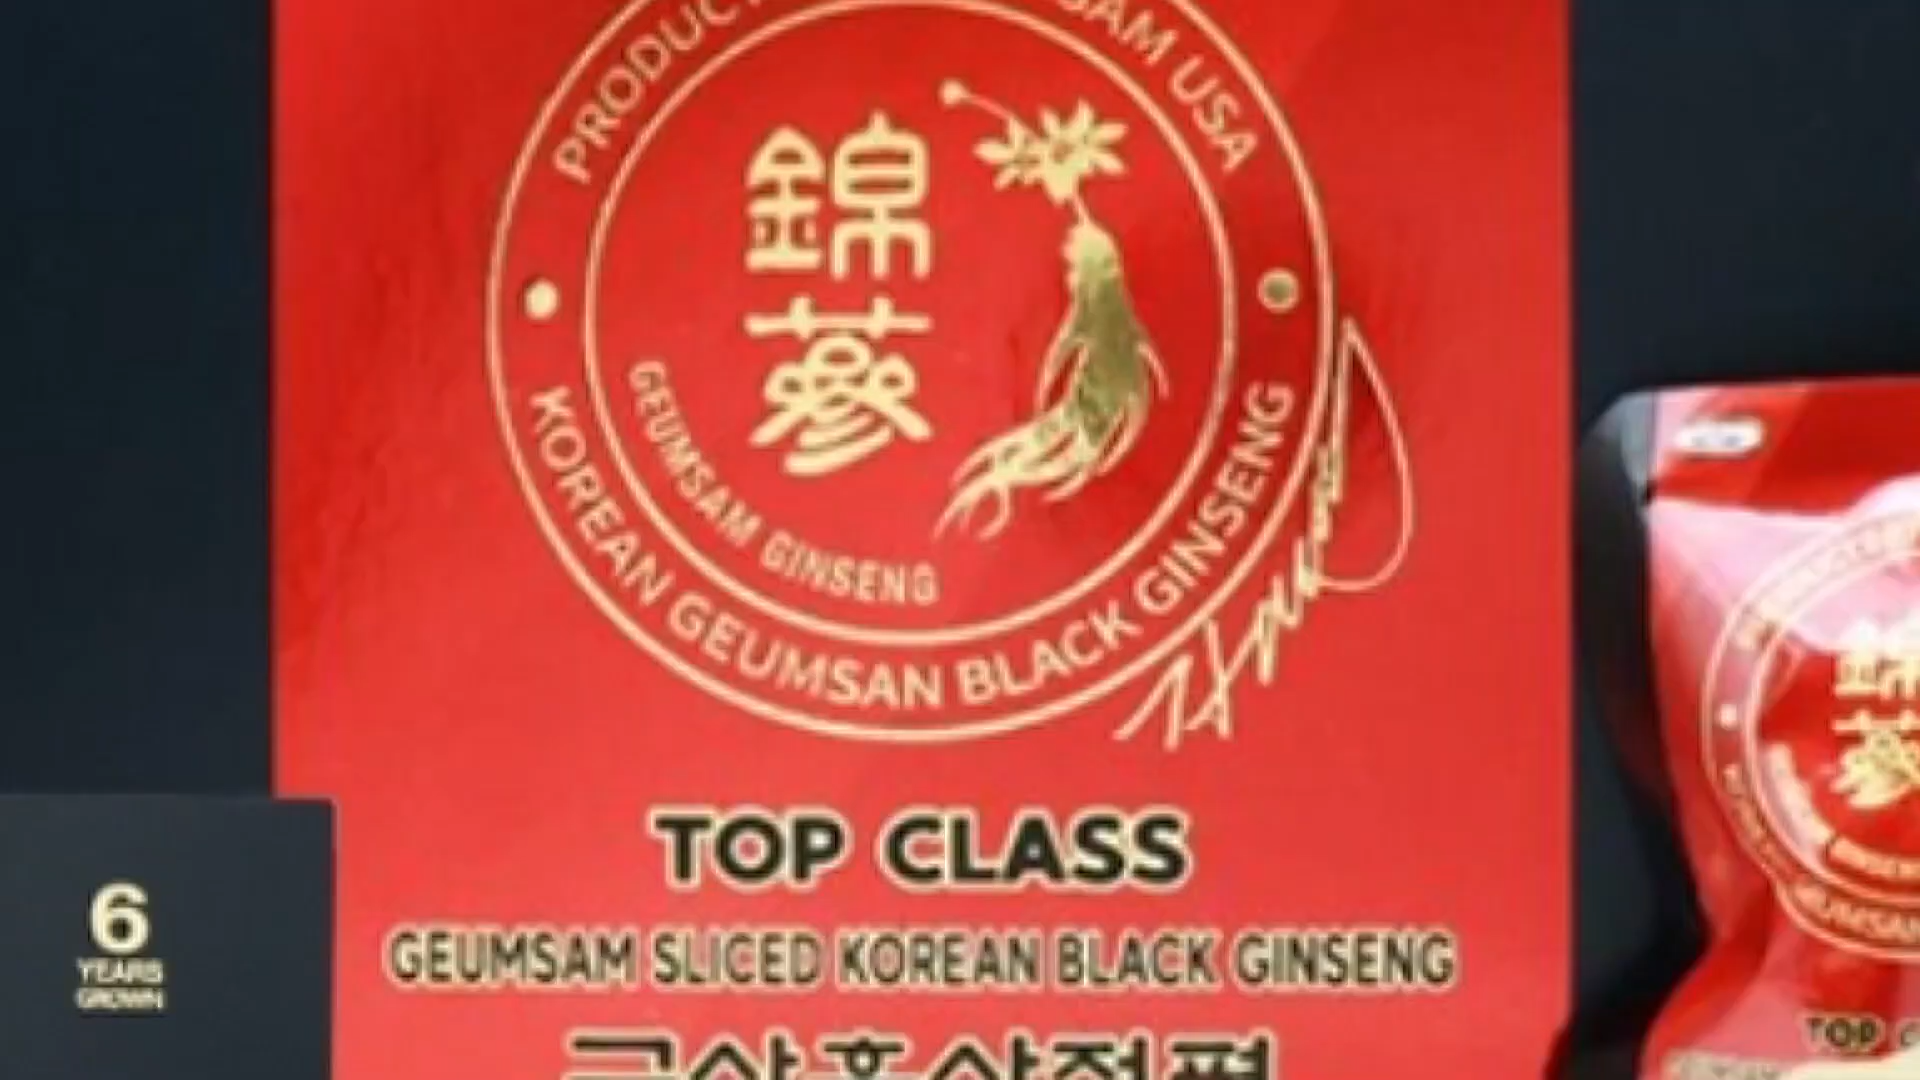 PRODUC
SAM USA
錦
蔘
GEUMSAM GINSENG
KOREAN GEUMSAN BLACK GINSENG
TOP CLASS
GEUMSAM SLICED KOREAN BLACK GINSENG
6
YEARS
GROWN
TOP